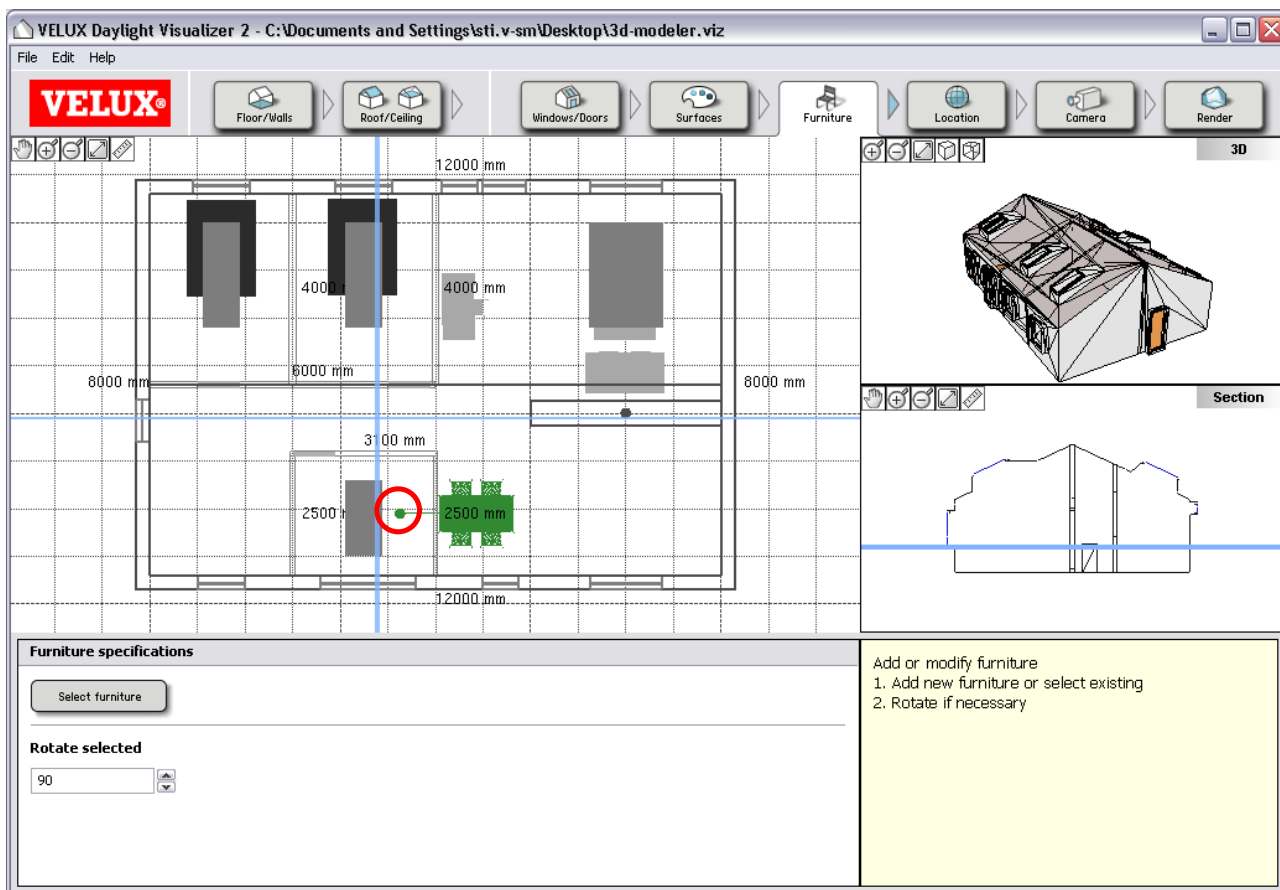 VELUX Daylight Visualizer 2 - C:\Documents and Settings\sti.v-sm\Desktop\3d-modeler.viz
File Edit Help
VELUX®
Floor/Walls
Roof/Ceiling
Windows/Doors
Surfaces
Furniture
Location
Camera
Render
12000 mm
4000
4000 mm
6000 mm
8000 mm
8000 mm
3100 mm
2500
2500 mm
12000 mm
3D
Section
Furniture specifications
Select furniture
Rotate selected
90
Add or modify furniture
1. Add new furniture or select existing
2. Rotate if necessary